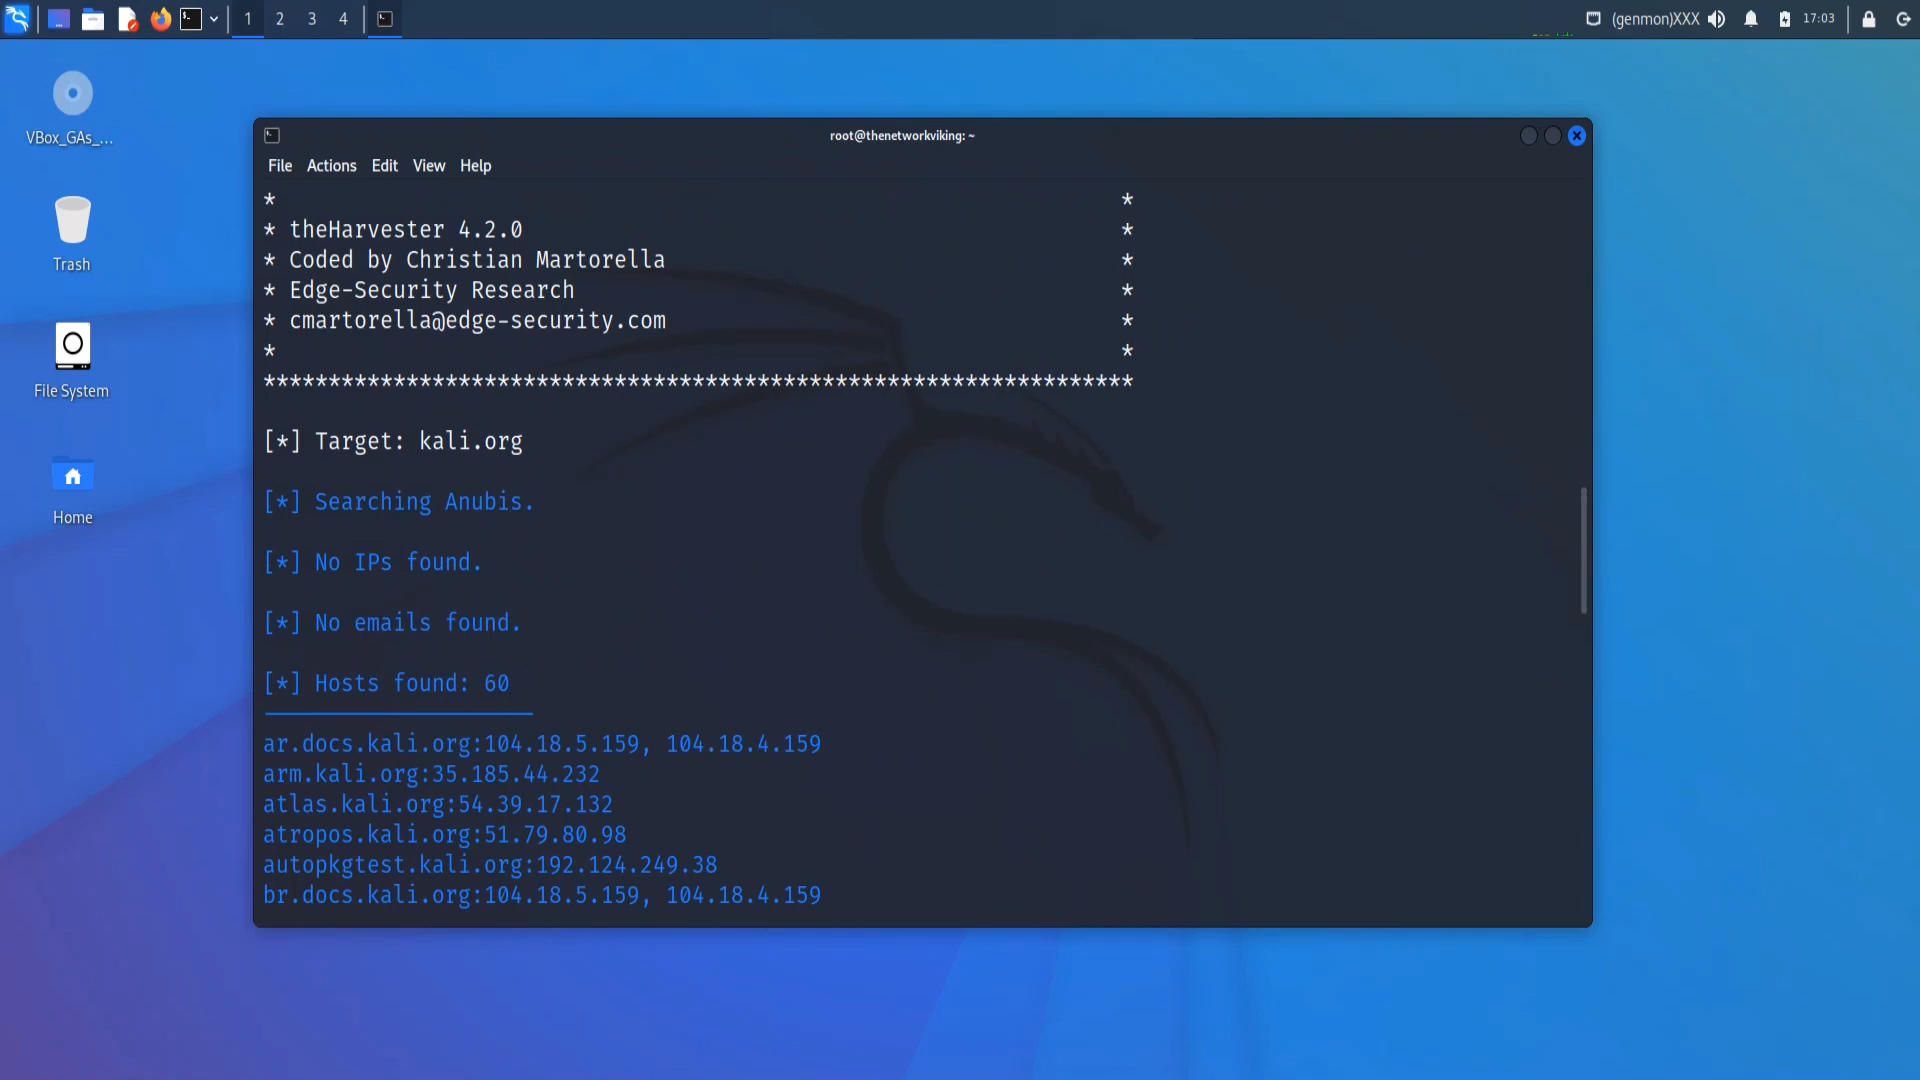 1 2 3 4 (genmon)XXX 17:03
VBox_GAs_...
Trash
File System
Home
root@thenetworkviking: ~
File Actions Edit View Help
* *
* theHarvester 4.2.0 *
* Coded by Christian Martorella *
* Edge-Security Research *
* cmartorella@edge-security.com *
* *
*******************************************************************
[*] Target: kali.org
[*] Searching Anubis.
[*] No IPs found.
[*] No emails found.
[*] Hosts found: 60
ar.docs.kali.org:104.18.5.159, 104.18.4.159
arm.kali.org:35.185.44.232
atlas.kali.org:54.39.17.132
atropos.kali.org:51.79.80.98
autopkgtest.kali.org:192.124.249.38
br.docs.kali.org:104.18.5.159, 104.18.4.159